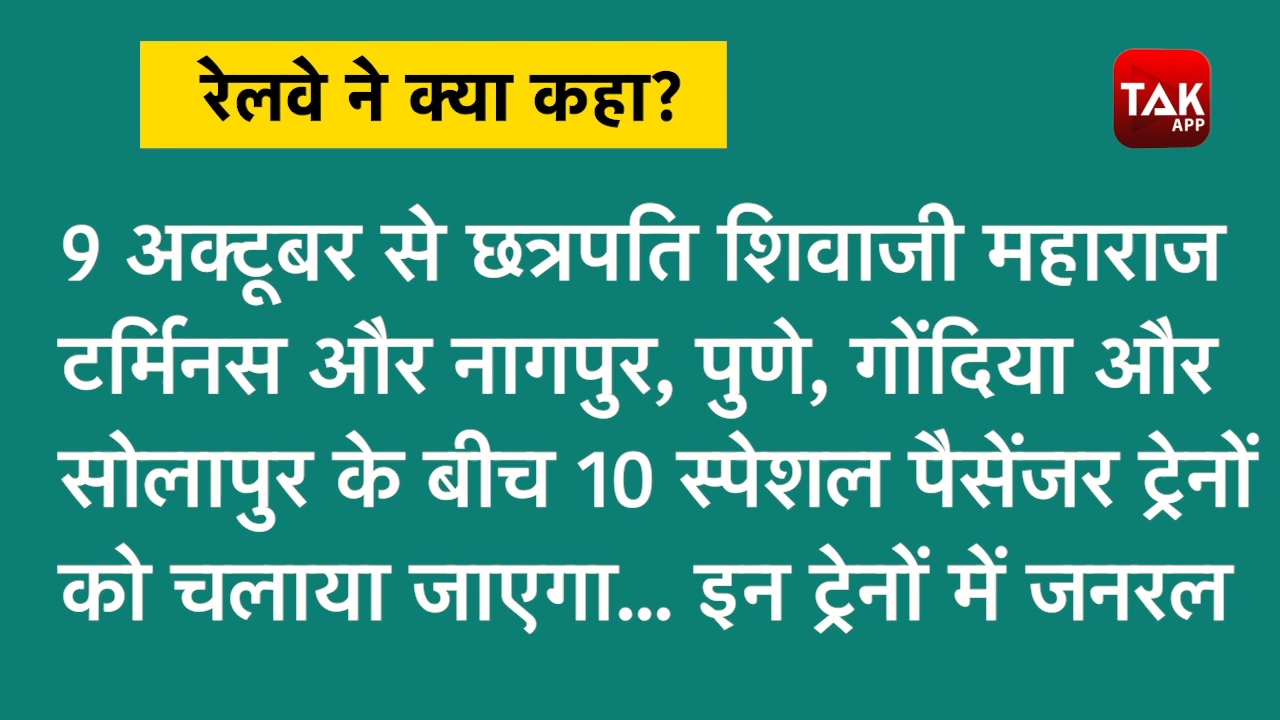 रेलवे ने क्या कहा?
TAK
APP
9 अक्टूबर से छत्रपति शिवाजी महाराज
टर्मिनस और नागपुर, पुणे, गोंदिया और
सोलापुर के बीच 10 स्पेशल पैसेंजर ट्रेनों
को चलाया जाएगा... इन ट्रेनों में जनरल